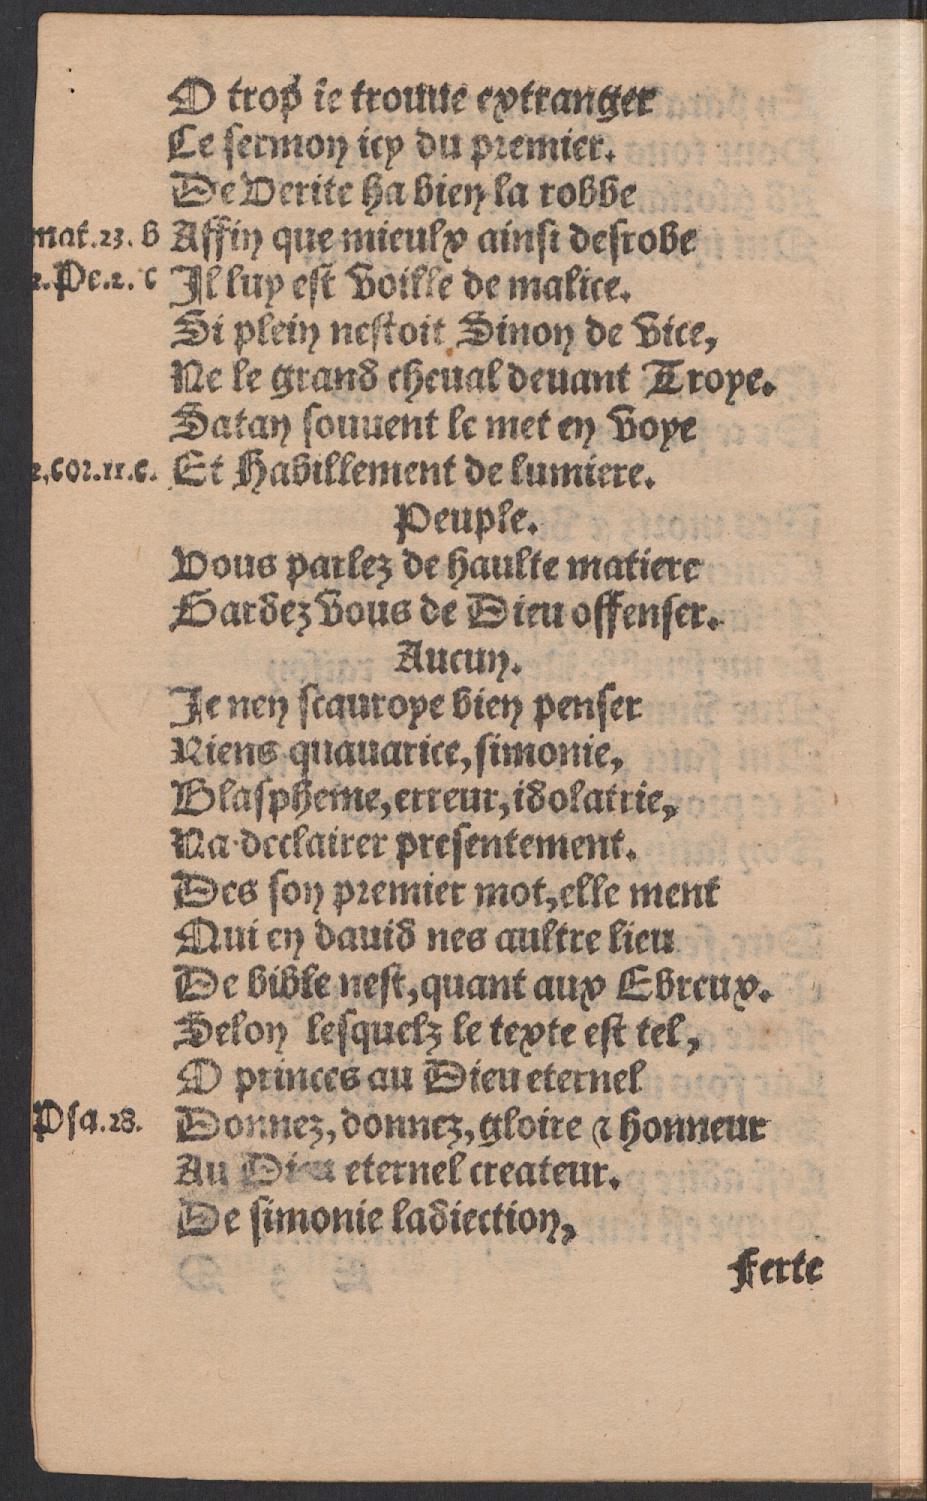 O trop ie trouue extranger
Ce sermon icy du premier.
De Verite ha bien la robbe
mat.23. b Affin que mieulx ainsi desrobe
2.Pe.2. c Il luy est voille de malice.
Si plein nestoit Sinon de vice,
Ne le grand cheual deuant Troye.
Satan souuent le met en voye
2,cor.11.c. Et Habillement de lumiere.
Peuple.
Vous parlez de haulte matiere
Gardez vous de Dieu offenser.
Aucun.
Je nen scauroye bien penser
Riens quauarice, simonie,
Blaspheme, erreur, idolatrie,
Na declairer presentement.
Des son premier mot, elle ment
Qui en dauid nes aultre lieu
De bible nest, quant aux Ebreux.
Selon lesquelz le texte est tel,
O princes au Dieu eternel
Psa.28. Donnez, donnez, gloire & honneur
Au Dieu eternel createur.
De simonie ladiection,
Ferte